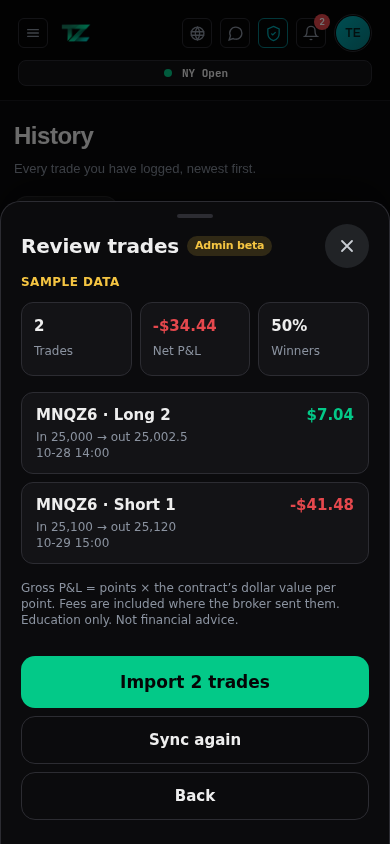 TZ
2
TE
NY Open
History
Every trade you have logged, newest first.
Review trades
Admin beta
SAMPLE DATA
2
Trades
-$34.44
Net P&L
50%
Winners
MNQZ6 · Long 2
$7.04
In 25,000 → out 25,002.5
10-28 14:00
MNQZ6 · Short 1
-$41.48
In 25,100 → out 25,120
10-29 15:00
Gross P&L = points × the contract’s dollar value per
point. Fees are included where the broker sent them.
Education only. Not financial advice.
Import 2 trades
Sync again
Back